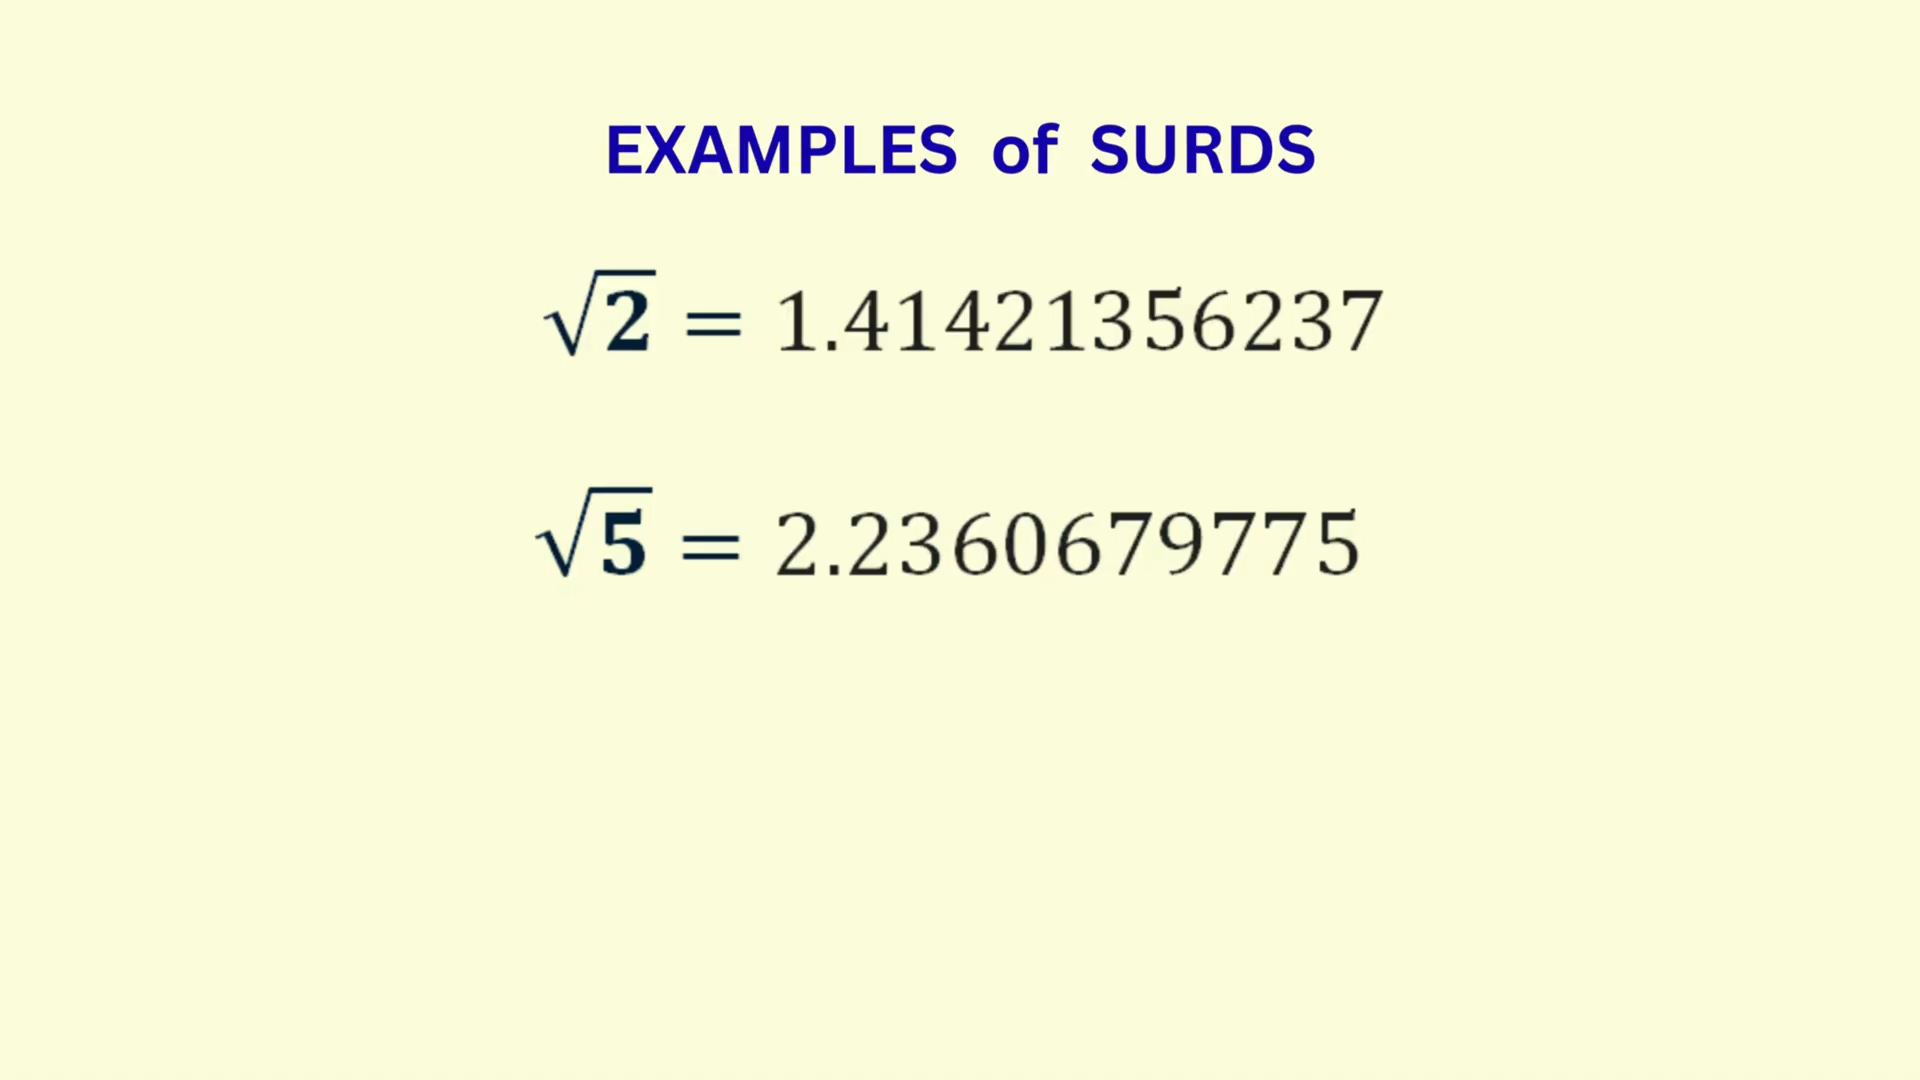 EXAMPLES of SURDS
√2 = 1.41421356237
√5 = 2.2360679775